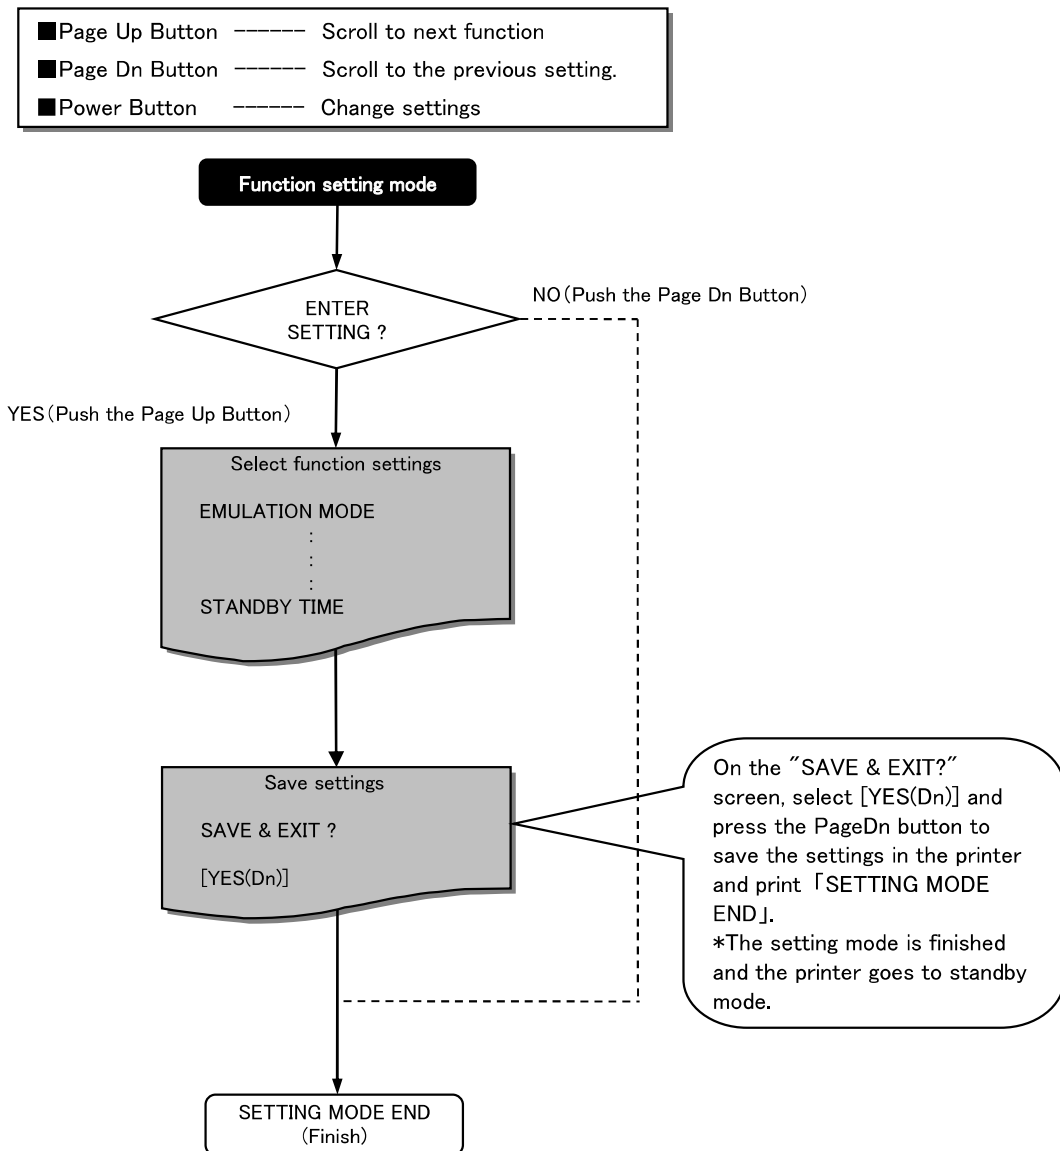 ■Page Up Button ------ Scroll to next function
■Page Dn Button ------ Scroll to the previous setting.
■Power Button ------ Change settings
Function setting mode
ENTER
SETTING ?
NO(Push the Page Dn Button)
YES(Push the Page Up Button)
Select function settings
EMULATION MODE
:
:
:
STANDBY TIME
Save settings
SAVE & EXIT ?
[YES(Dn)]
On the "SAVE & EXIT?"
screen, select [YES(Dn)] and
press the PageDn button to
save the settings in the printer
and print「SETTING MODE
END」.
*The setting mode is finished
and the printer goes to standby
mode.
SETTING MODE END
(Finish)